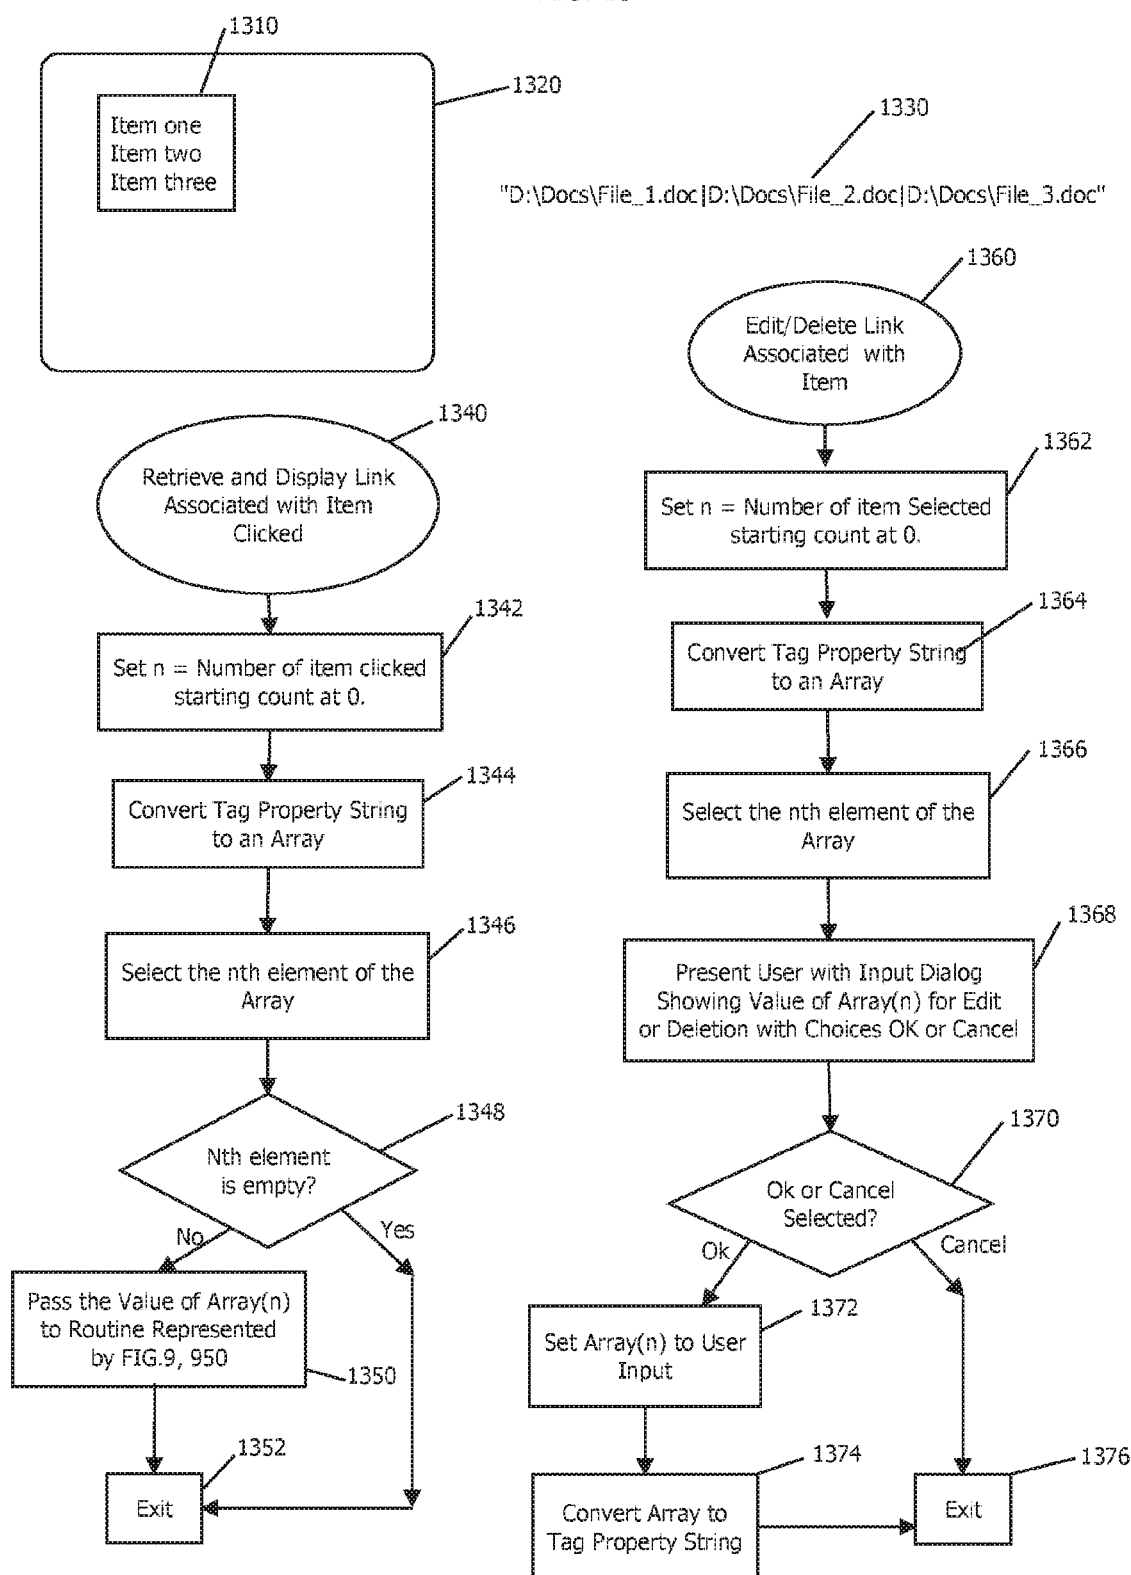 1310
1320
Item one
Item two
Item three
1330
"D:\Docs\File_1.doc|D:\Docs\File_2.doc|D:\Docs\File_3.doc"
1340
Retrieve and Display Link
Associated with Item
Clicked
1342
Set n = Number of item clicked
starting count at 0.
1344
Convert Tag Property String
to an Array
1346
Select the nth element of the
Array
1348
Nth element
is empty?
No
Yes
Pass the Value of Array(n)
to Routine Represented
by FIG.9, 950
1350
1352
Exit
1360
Edit/Delete Link
Associated with
Item
1362
Set n = Number of item Selected
starting count at 0.
1364
Convert Tag Property String
to an Array
1366
Select the nth element of the
Array
1368
Present User with Input Dialog
Showing Value of Array(n) for Edit
or Deletion with Choices OK or Cancel
1370
Ok or Cancel
Selected?
Ok
Cancel
1372
Set Array(n) to User
Input
1374
Convert Array to
Tag Property String
1376
Exit